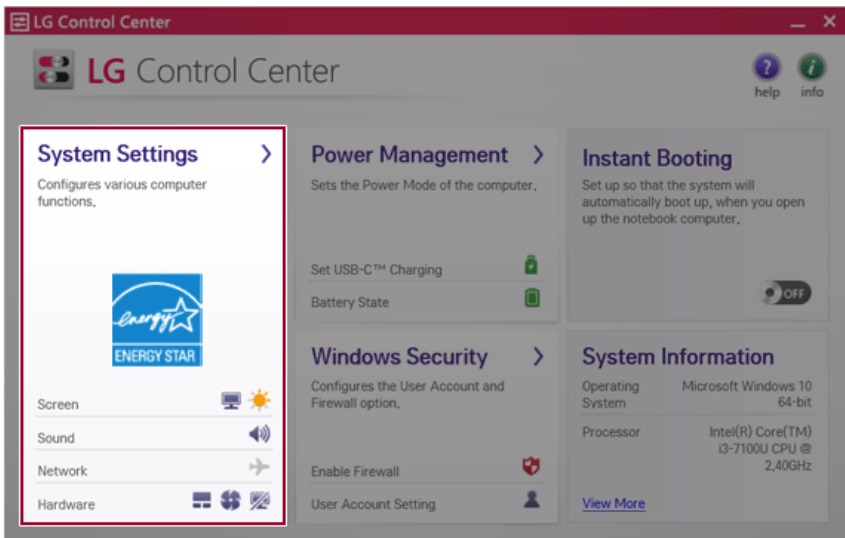 LG Control Center
LG Control Center
help
info
System Settings
Configures various computer
functions.
energy
ENERGY STAR
Screen
Sound
Network
Hardware
Power Management
Sets the Power Mode of the computer.
Set USB-C™ Charging
Battery State
Instant Booting
Set up so that the system will
automatically boot up, when you open
up the notebook computer.
OFF
Windows Security
Configures the User Account and
Firewall option.
Enable Firewall
User Account Setting
System Information
Operating System
Microsoft Windows 10
64-bit
Processor
Intel(R) Core(TM)
i3-7100U CPU @
2.40GHz
View More